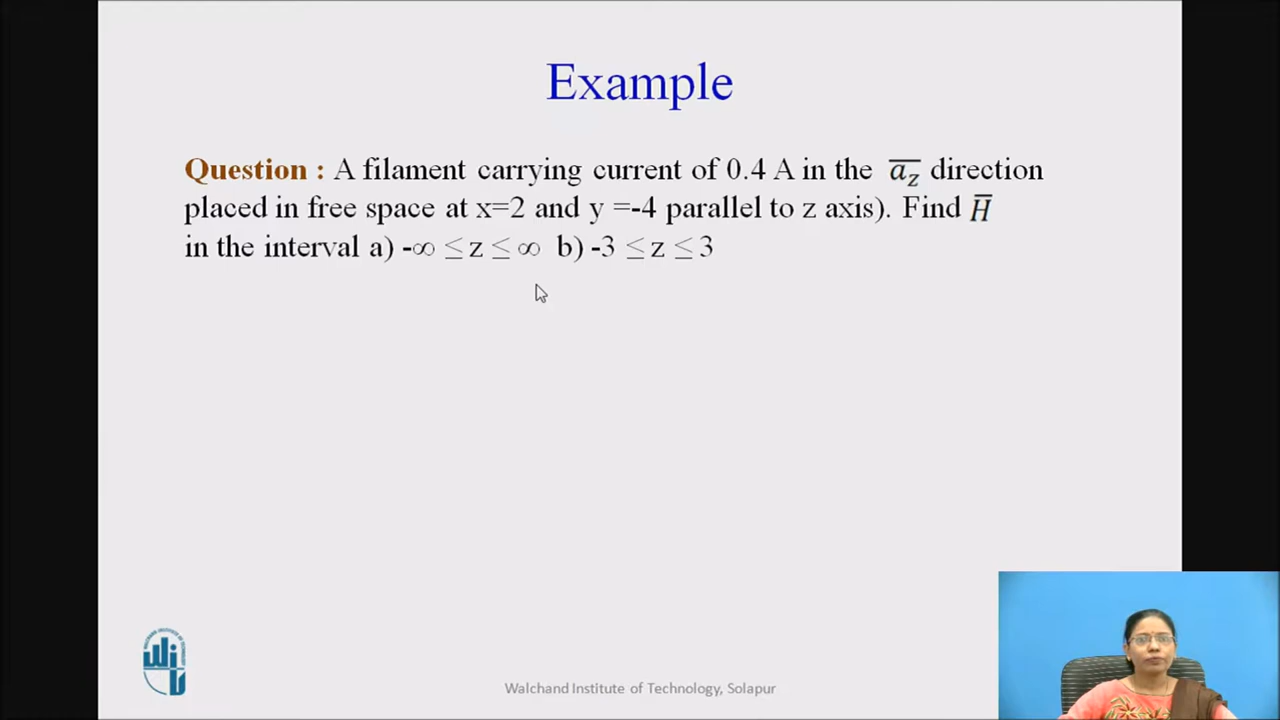 Example
Question : A filament carrying current of 0.4 A in the a̅z̅ direction
placed in free space at x=2 and y =-4 parallel to z axis). Find H̅
in the interval a) -∞ ≤ z ≤ ∞ b) -3 ≤ z ≤ 3
Walchand Institute of Technology, Solapur